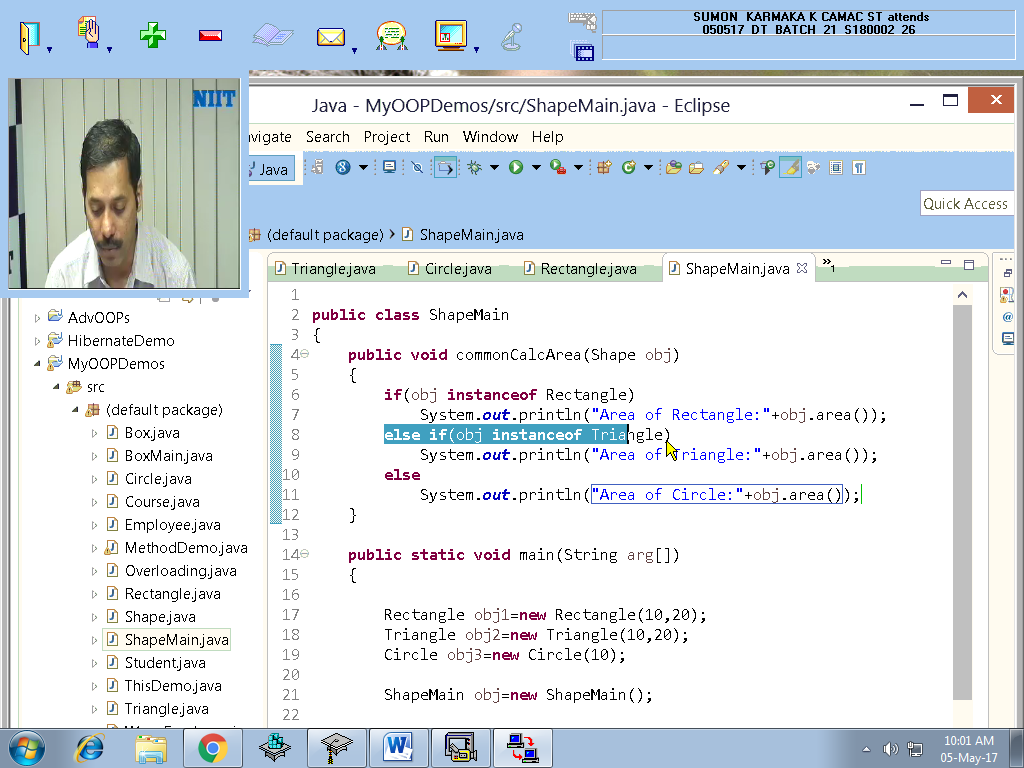 SUMON KARMAKA K CAMAC ST attends
050517 DT BATCH 21 S180002 26
NIIT
Java - MyOOPDemos/src/ShapeMain.java - Eclipse
avigate Search Project Run Window Help
Java
Quick Access
(default package) ShapeMain.java
Triangle.java Circle.java Rectangle.java ShapeMain.java »1
AdvOOPs
HibernateDemo
MyOOPDemos
src
(default package)
Box.java
BoxMain.java
Circle.java
Course.java
Employee.java
MethodDemo.java
Overloading.java
Rectangle.java
Shape.java
ShapeMain.java
Student.java
ThisDemo.java
Triangle.java
1
2 public class ShapeMain
3 {
4 public void commonCalcArea(Shape obj)
5 {
6 if(obj instanceof Rectangle)
7 System.out.println("Area of Rectangle:"+obj.area());
8 else if(obj instanceof Triangle)
9 System.out.println("Area of Triangle:"+obj.area());
10 else
11 System.out.println("Area of Circle:"+obj.area());
12 }
13
14 public static void main(String arg[])
15 {
16
17 Rectangle obj1=new Rectangle(10,20);
18 Triangle obj2=new Triangle(10,20);
19 Circle obj3=new Circle(10);
20
21 ShapeMain obj=new ShapeMain();
22
10:01 AM
05-May-17